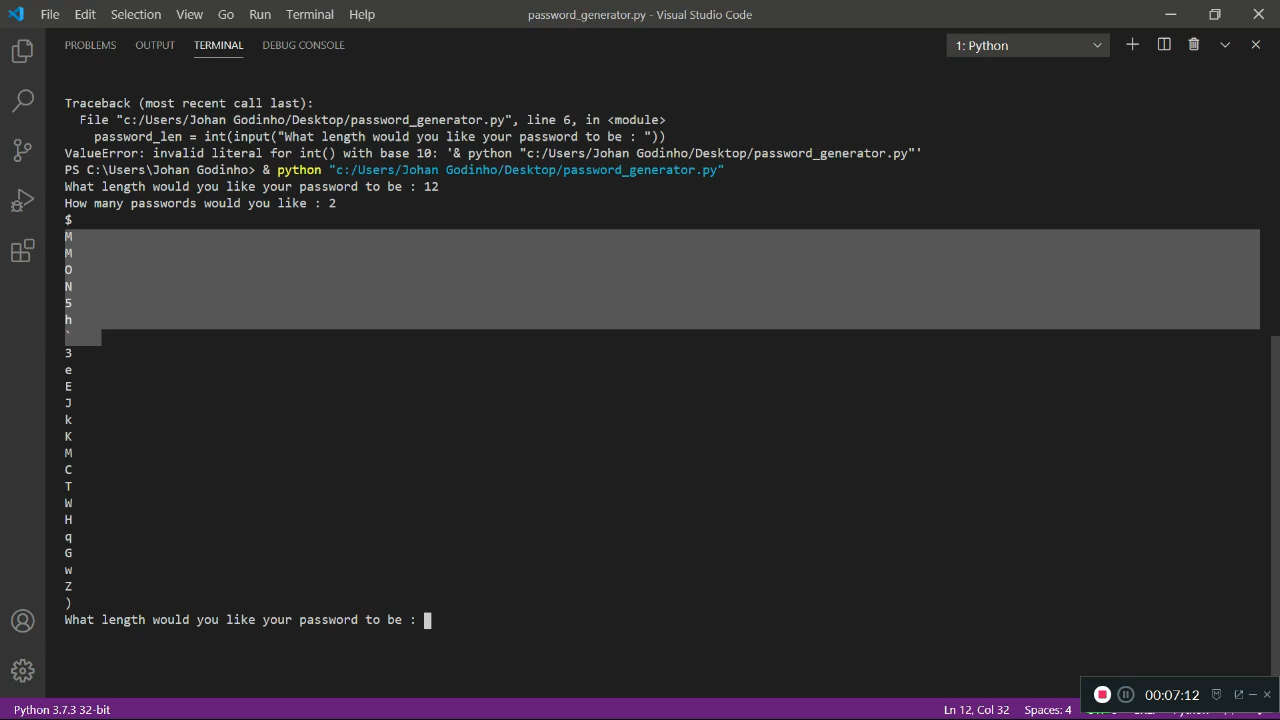 File Edit Selection View Go Run Terminal Help password_generator.py - Visual Studio Code
PROBLEMS OUTPUT TERMINAL DEBUG CONSOLE 1: Python
Traceback (most recent call last):
  File "c:/Users/Johan Godinho/Desktop/password_generator.py", line 6, in <module>
    password_len = int(input("What length would you like your password to be : "))
ValueError: invalid literal for int() with base 10: '& python "c:/Users/Johan Godinho/Desktop/password_generator.py"'
PS C:\Users\Johan Godinho> & python "c:/Users/Johan Godinho/Desktop/password_generator.py"
What length would you like your password to be : 12
How many passwords would you like : 2
$
M
M
O
N
5
h
`
3
e
E
J
k
K
M
C
T
W
H
q
G
w
Z
)
What length would you like your password to be :
00:07:12
Python 3.7.3 32-bit Ln 12, Col 32 Spaces: 4